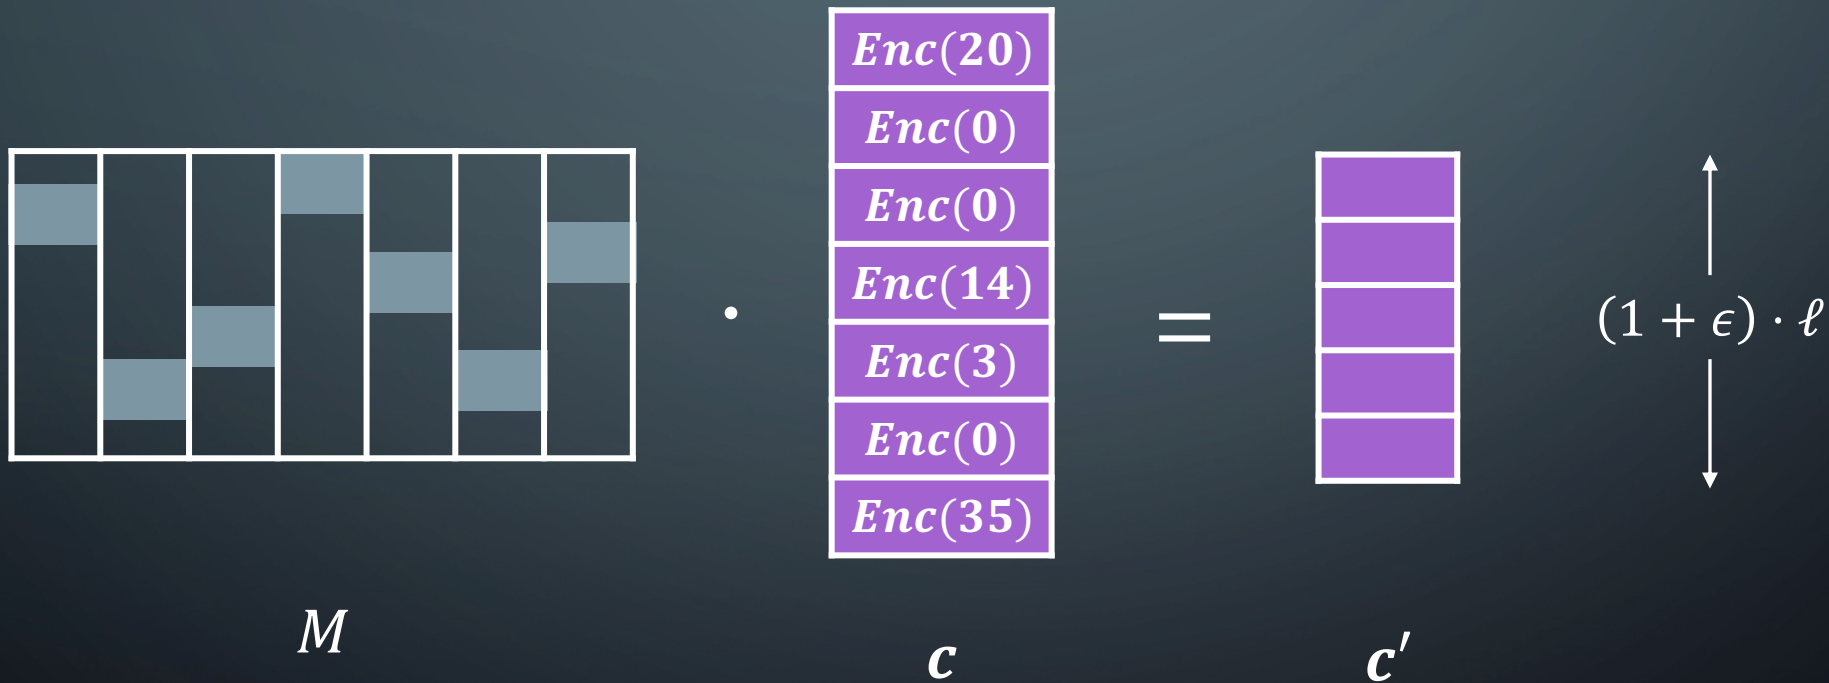 Enc(20)
Enc(0)
Enc(0)
Enc(14)
Enc(3)
Enc(0)
Enc(35)
·
=
(1 + ϵ) · ℓ
M
c
c′